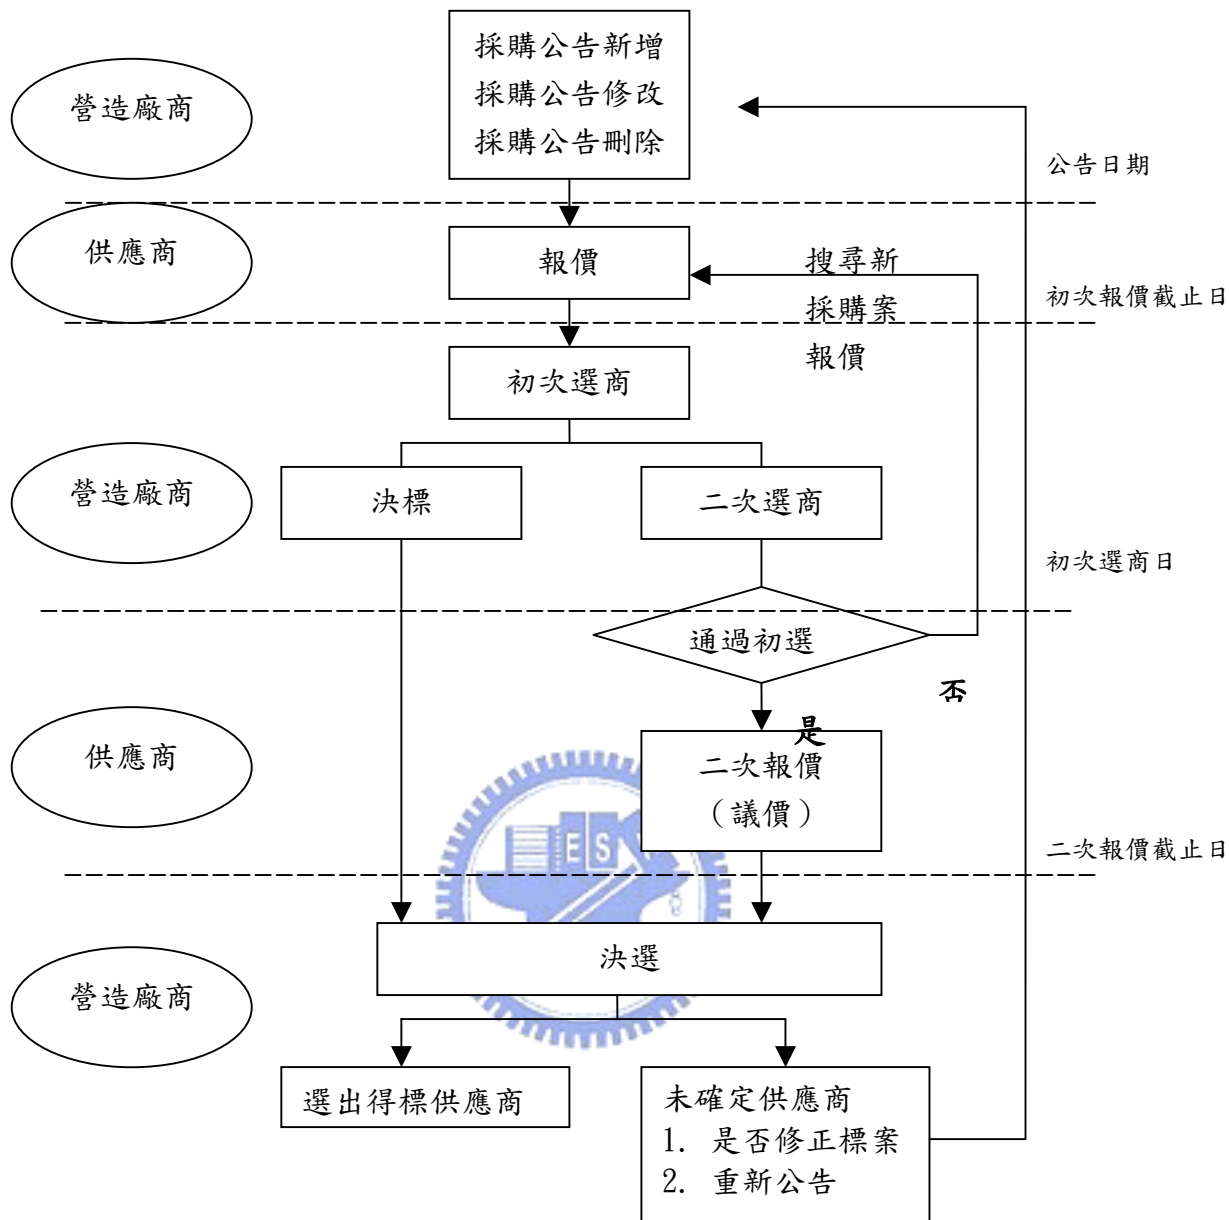 採購公告新增
採購公告修改
採購公告刪除
營造廠商
公告日期
供應商
報價
搜尋新
採購案
報價
初次報價截止日
初次選商
營造廠商
決標
二次選商
初次選商日
通過初選
否
是
供應商
二次報價
（議價）
ES
二次報價截止日
決選
營造廠商
選出得標供應商
未確定供應商
1. 是否修正標案
2. 重新公告